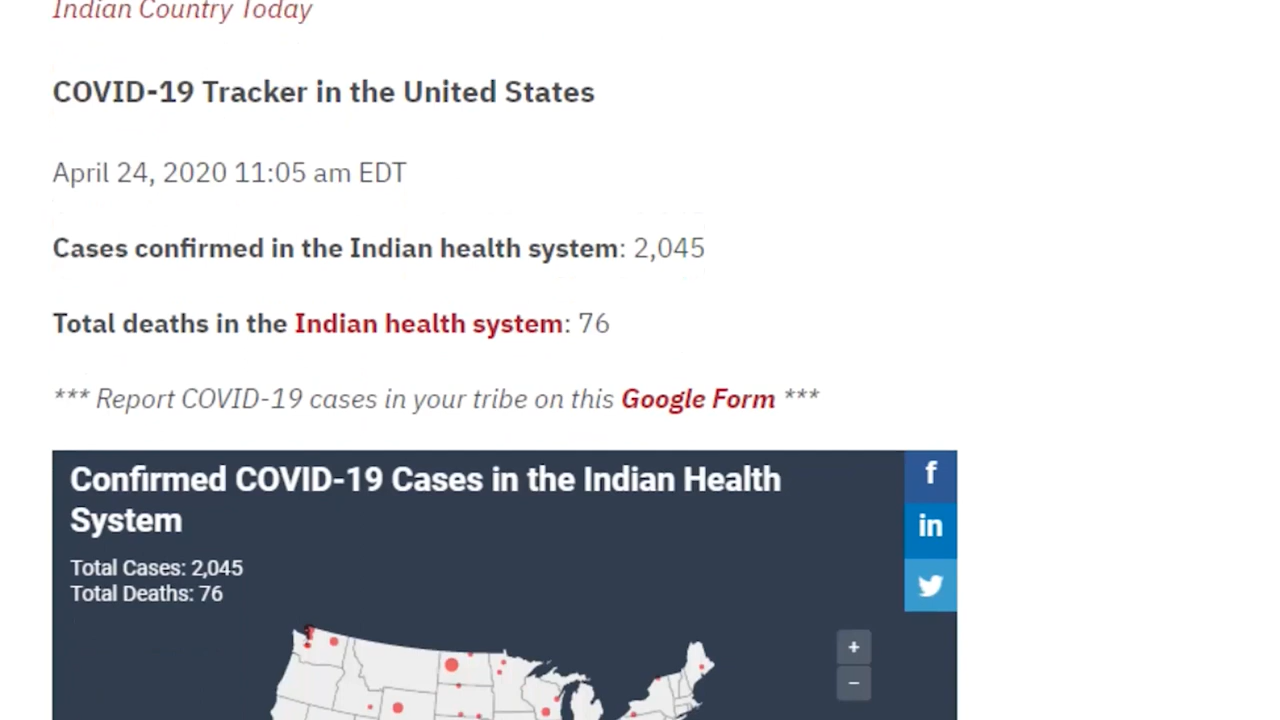 Indian Country Today
COVID-19 Tracker in the United States
April 24, 2020 11:05 am EDT
Cases confirmed in the Indian health system: 2,045
Total deaths in the Indian health system: 76
*** Report COVID-19 cases in your tribe on this Google Form ***
Confirmed COVID-19 Cases in the Indian Health
System
Total Cases: 2,045
Total Deaths: 76
f
in
+
−